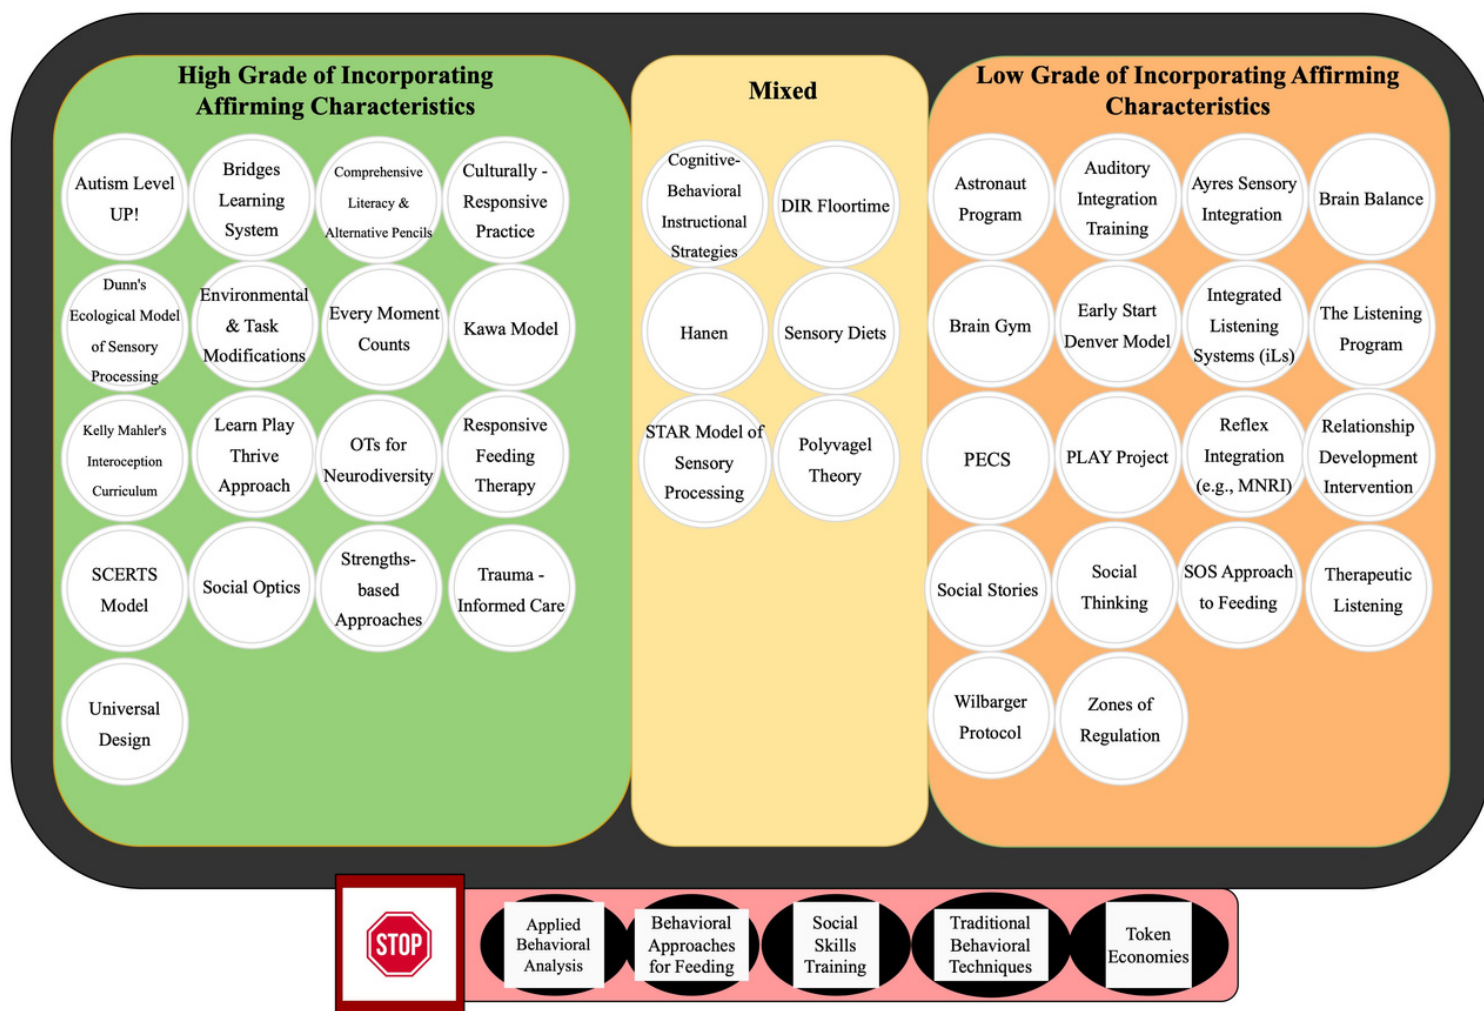 High Grade of Incorporating
Affirming Characteristics
Autism Level
UP!
Bridges
Learning
System
Comprehensive
Literacy &
Alternative Pencils
Culturally -
Responsive
Practice
Dunn's
Ecological Model
of Sensory
Processing
Environmental
& Task
Modifications
Every Moment
Counts
Kawa Model
Kelly Mahler's
Interoception
Curriculum
Learn Play
Thrive
Approach
OTs for
Neurodiversity
Responsive
Feeding
Therapy
SCERTS
Model
Social Optics
Strengths-
based
Approaches
Trauma -
Informed Care
Universal
Design
Mixed
Cognitive-
Behavioral
Instructional
Strategies
DIR Floortime
Hanen
Sensory Diets
STAR Model of
Sensory
Processing
Polyvagel
Theory
Low Grade of Incorporating Affirming
Characteristics
Astronaut
Program
Auditory
Integration
Training
Ayres Sensory
Integration
Brain Balance
Brain Gym
Early Start
Denver Model
Integrated
Listening
Systems (iLs)
The Listening
Program
PECS
PLAY Project
Reflex
Integration
(e.g., MNRI)
Relationship
Development
Intervention
Social Stories
Social
Thinking
SOS Approach
to Feeding
Therapeutic
Listening
Wilbarger
Protocol
Zones of
Regulation
STOP
Applied
Behavioral
Analysis
Behavioral
Approaches
for Feeding
Social
Skills
Training
Traditional
Behavioral
Techniques
Token
Economies